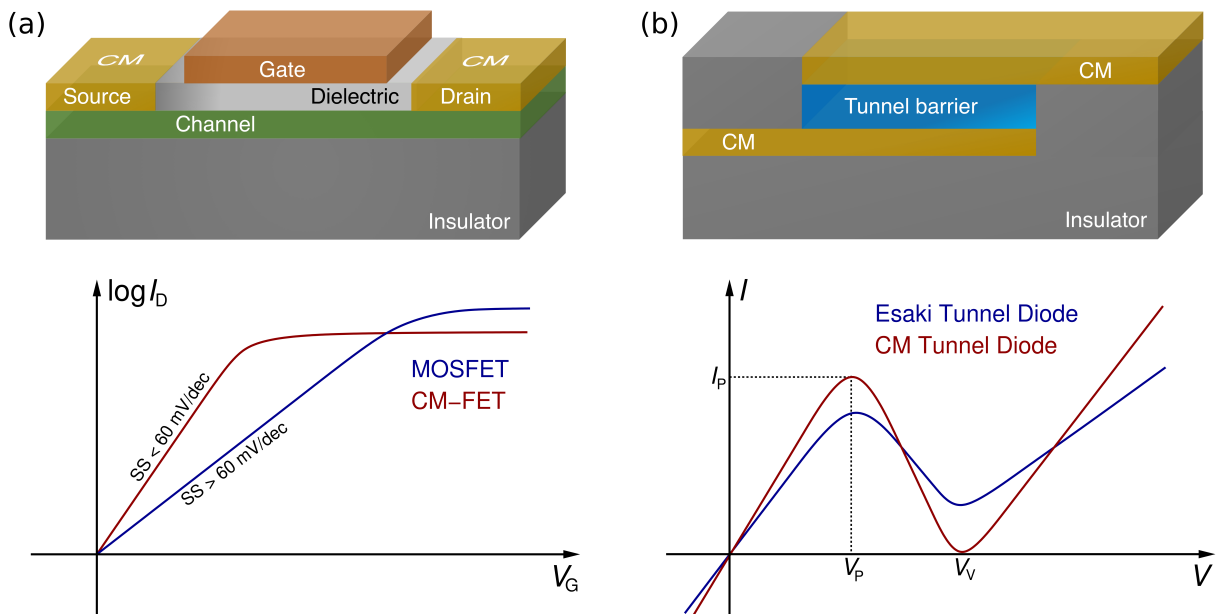 (a)
CM
CM
Gate
Source
Dielectric
Drain
Channel
Insulator
log I_D
MOSFET
CM−FET
SS < 60 mV/dec
SS > 60 mV/dec
V_G
(b)
CM
Tunnel barrier
CM
Insulator
I
Esaki Tunnel Diode
CM Tunnel Diode
I_P
V_P
V_V
V